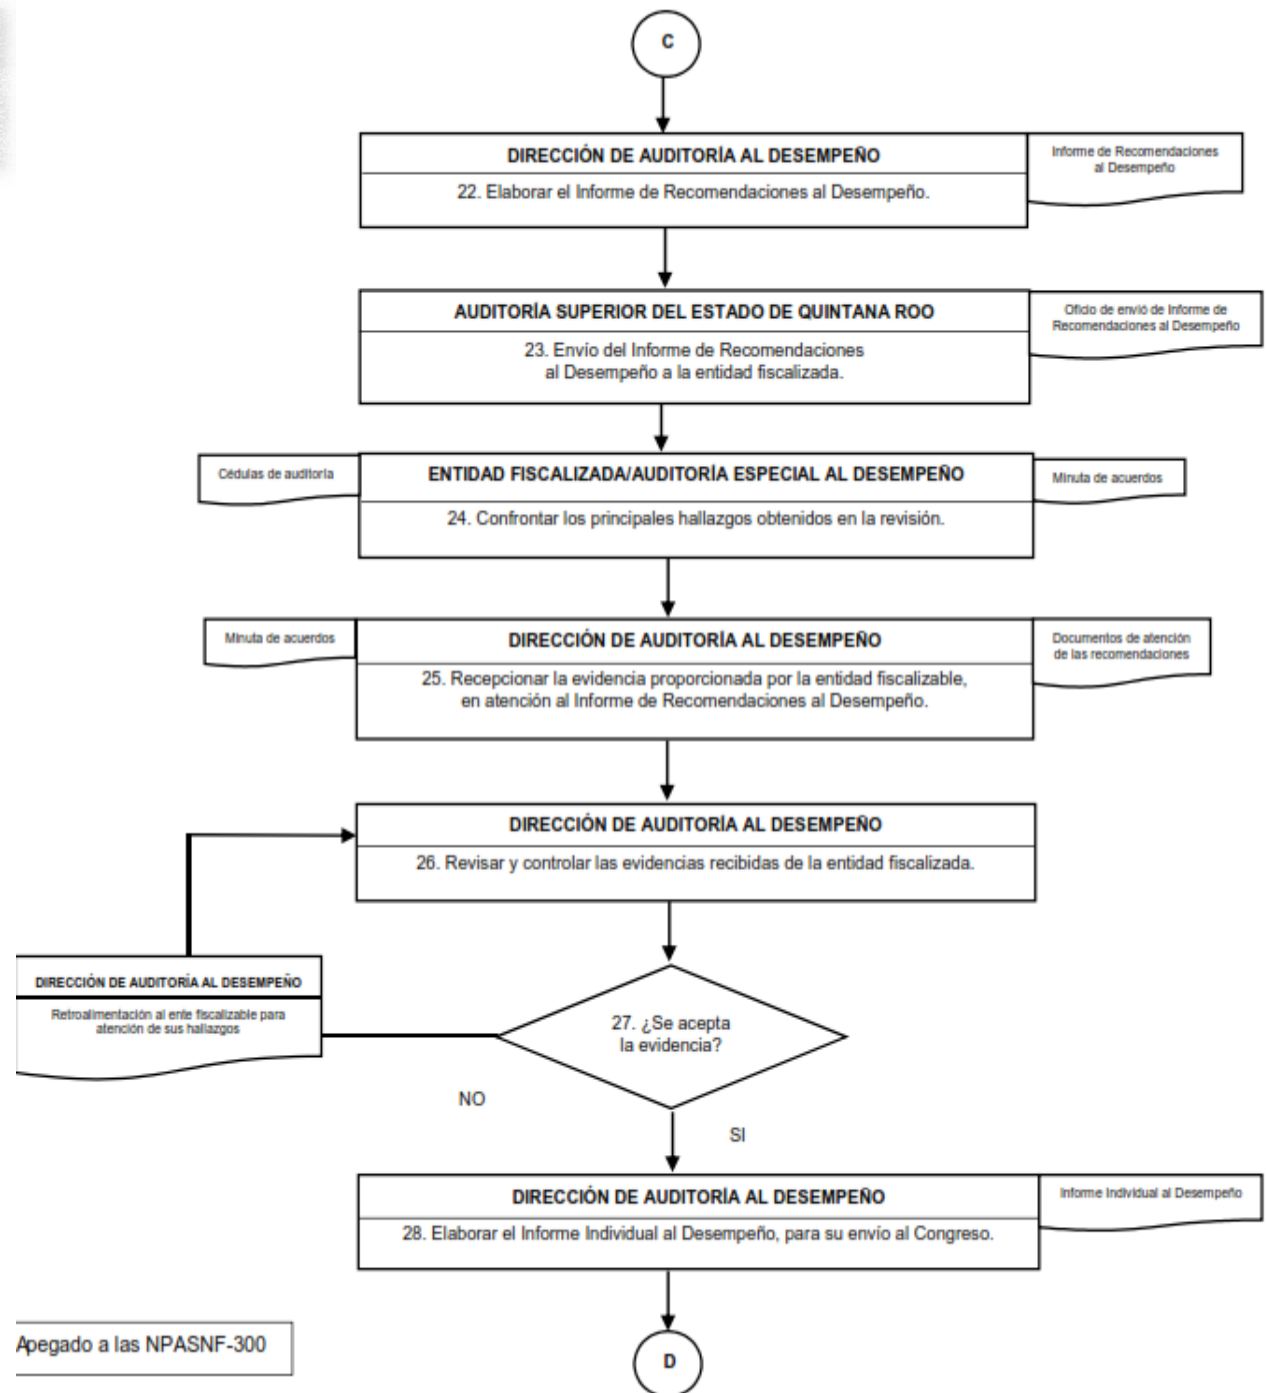 C
DIRECCIÓN DE AUDITORÍA AL DESEMPEÑO
22. Elaborar el Informe de Recomendaciones al Desempeño.
Informe de Recomendaciones
al Desempeño
AUDITORÍA SUPERIOR DEL ESTADO DE QUINTANA ROO
23. Envío del Informe de Recomendaciones
al Desempeño a la entidad fiscalizada.
Oficio de envió de Informe de
Recomendaciones al Desempeño
Cédulas de auditoría
ENTIDAD FISCALIZADA/AUDITORÍA ESPECIAL AL DESEMPEÑO
24. Confrontar los principales hallazgos obtenidos en la revisión.
Minuta de acuerdos
Minuta de acuerdos
DIRECCIÓN DE AUDITORÍA AL DESEMPEÑO
25. Recepcionar la evidencia proporcionada por la entidad fiscalizable,
en atención al Informe de Recomendaciones al Desempeño.
Documentos de atención
de las recomendaciones
DIRECCIÓN DE AUDITORÍA AL DESEMPEÑO
26. Revisar y controlar las evidencias recibidas de la entidad fiscalizada.
DIRECCIÓN DE AUDITORÍA AL DESEMPEÑO
Retroalimentación al ente fiscalizable para
atención de sus hallazgos
27. ¿Se acepta
la evidencia?
NO
SI
DIRECCIÓN DE AUDITORÍA AL DESEMPEÑO
28. Elaborar el Informe Individual al Desempeño, para su envío al Congreso.
Informe Individual al Desempeño
Apegado a las NPASNF-300
D